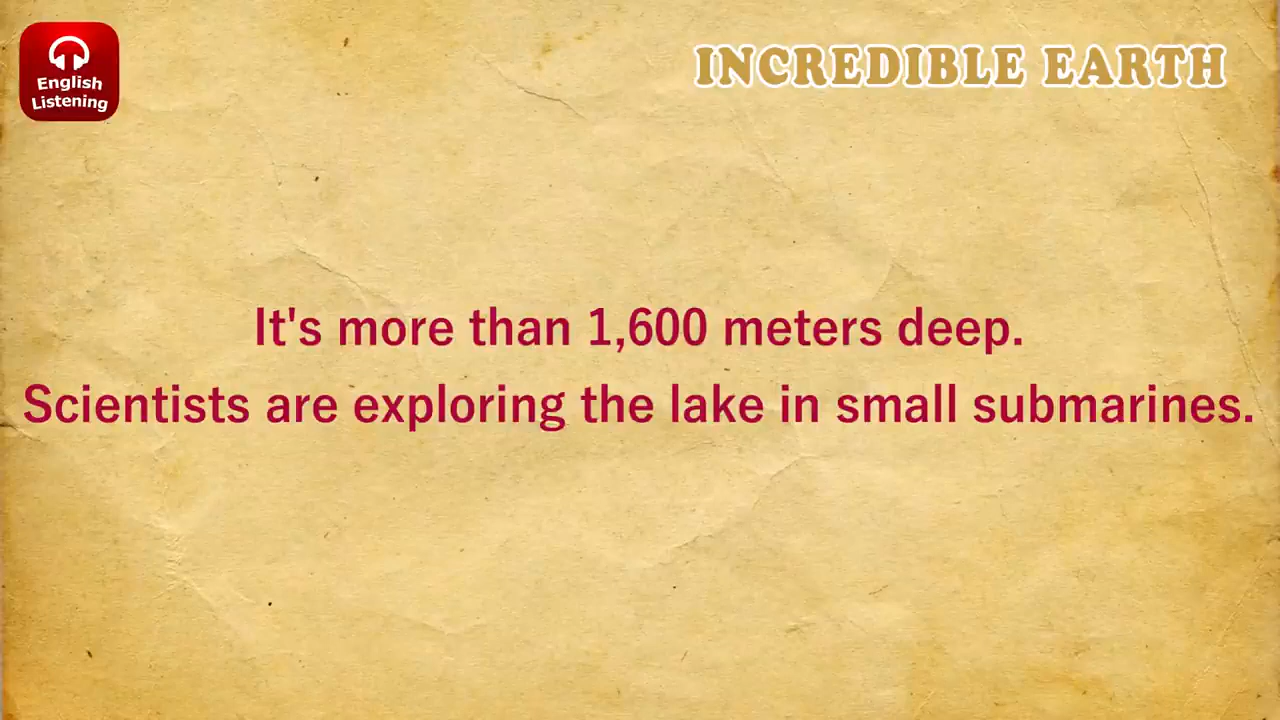 English
Listening
INCREDIBLE EARTH
It's more than 1,600 meters deep.
Scientists are exploring the lake in small submarines.